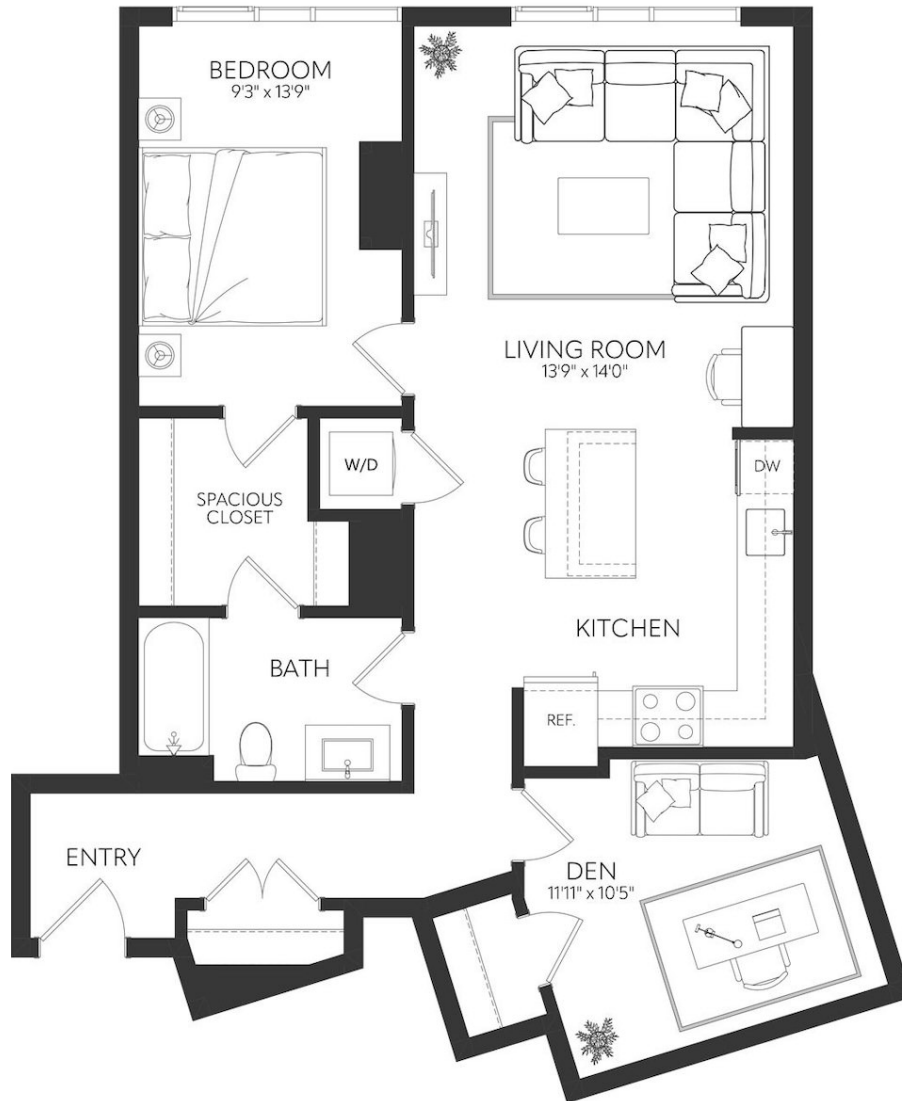 BEDROOM
9'3" x 13'9"
LIVING ROOM
13'9" x 14'0"
W/D
DW
SPACIOUS
CLOSET
KITCHEN
BATH
REF.
ENTRY
DEN
11'11" x 10'5"